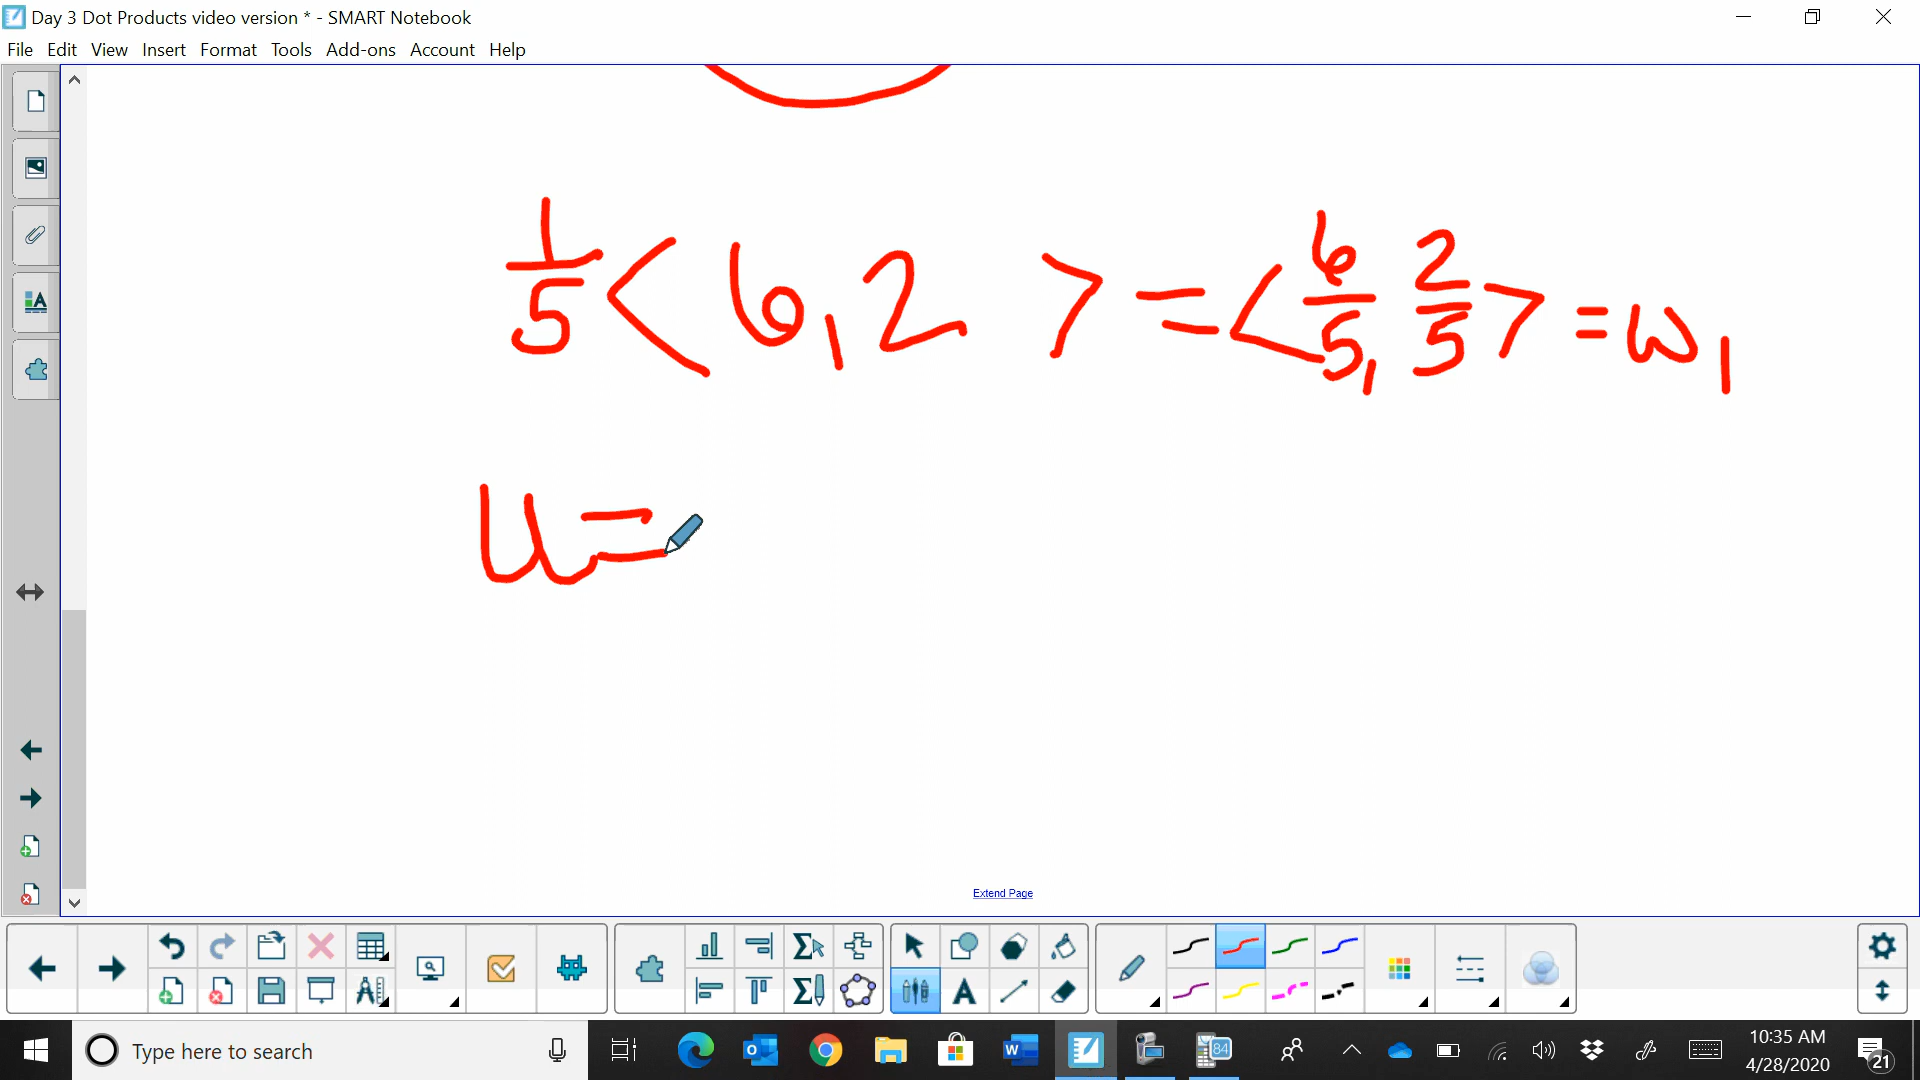 Day 3 Dot Products video version * - SMART Notebook
File Edit View Insert Format Tools Add-ons Account Help
1/5 < 6, 2 > = < 6/5, 2/5 > = w1
u =
Extend Page
A
Type here to search
84
10:35 AM
4/28/2020
21